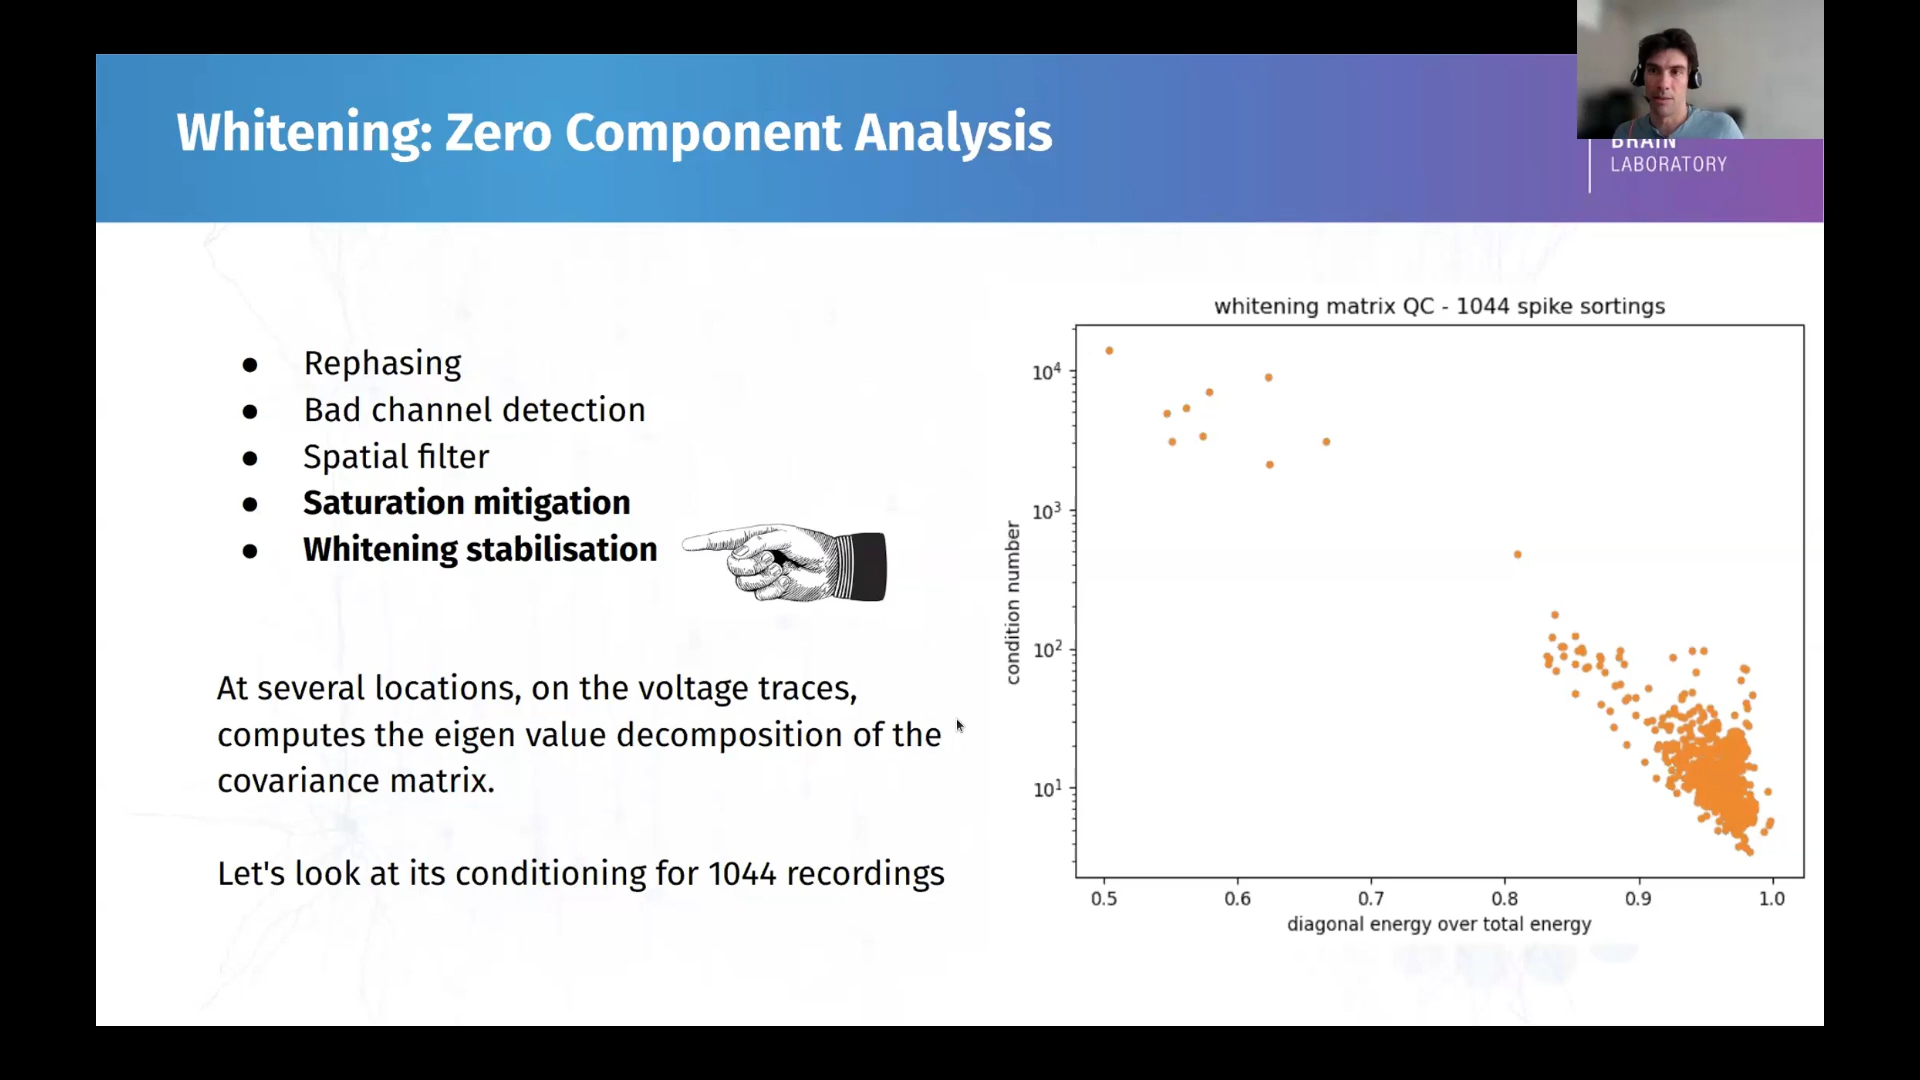 Whitening: Zero Component Analysis
BRAIN
LABORATORY
● Rephasing
● Bad channel detection
● Spatial filter
● Saturation mitigation
● Whitening stabilisation
At several locations, on the voltage traces,
computes the eigen value decomposition of the
covariance matrix.
Let's look at its conditioning for 1044 recordings
whitening matrix QC - 1044 spike sortings
condition number
10⁴
10³
10²
10¹
0.5 0.6 0.7 0.8 0.9 1.0
diagonal energy over total energy